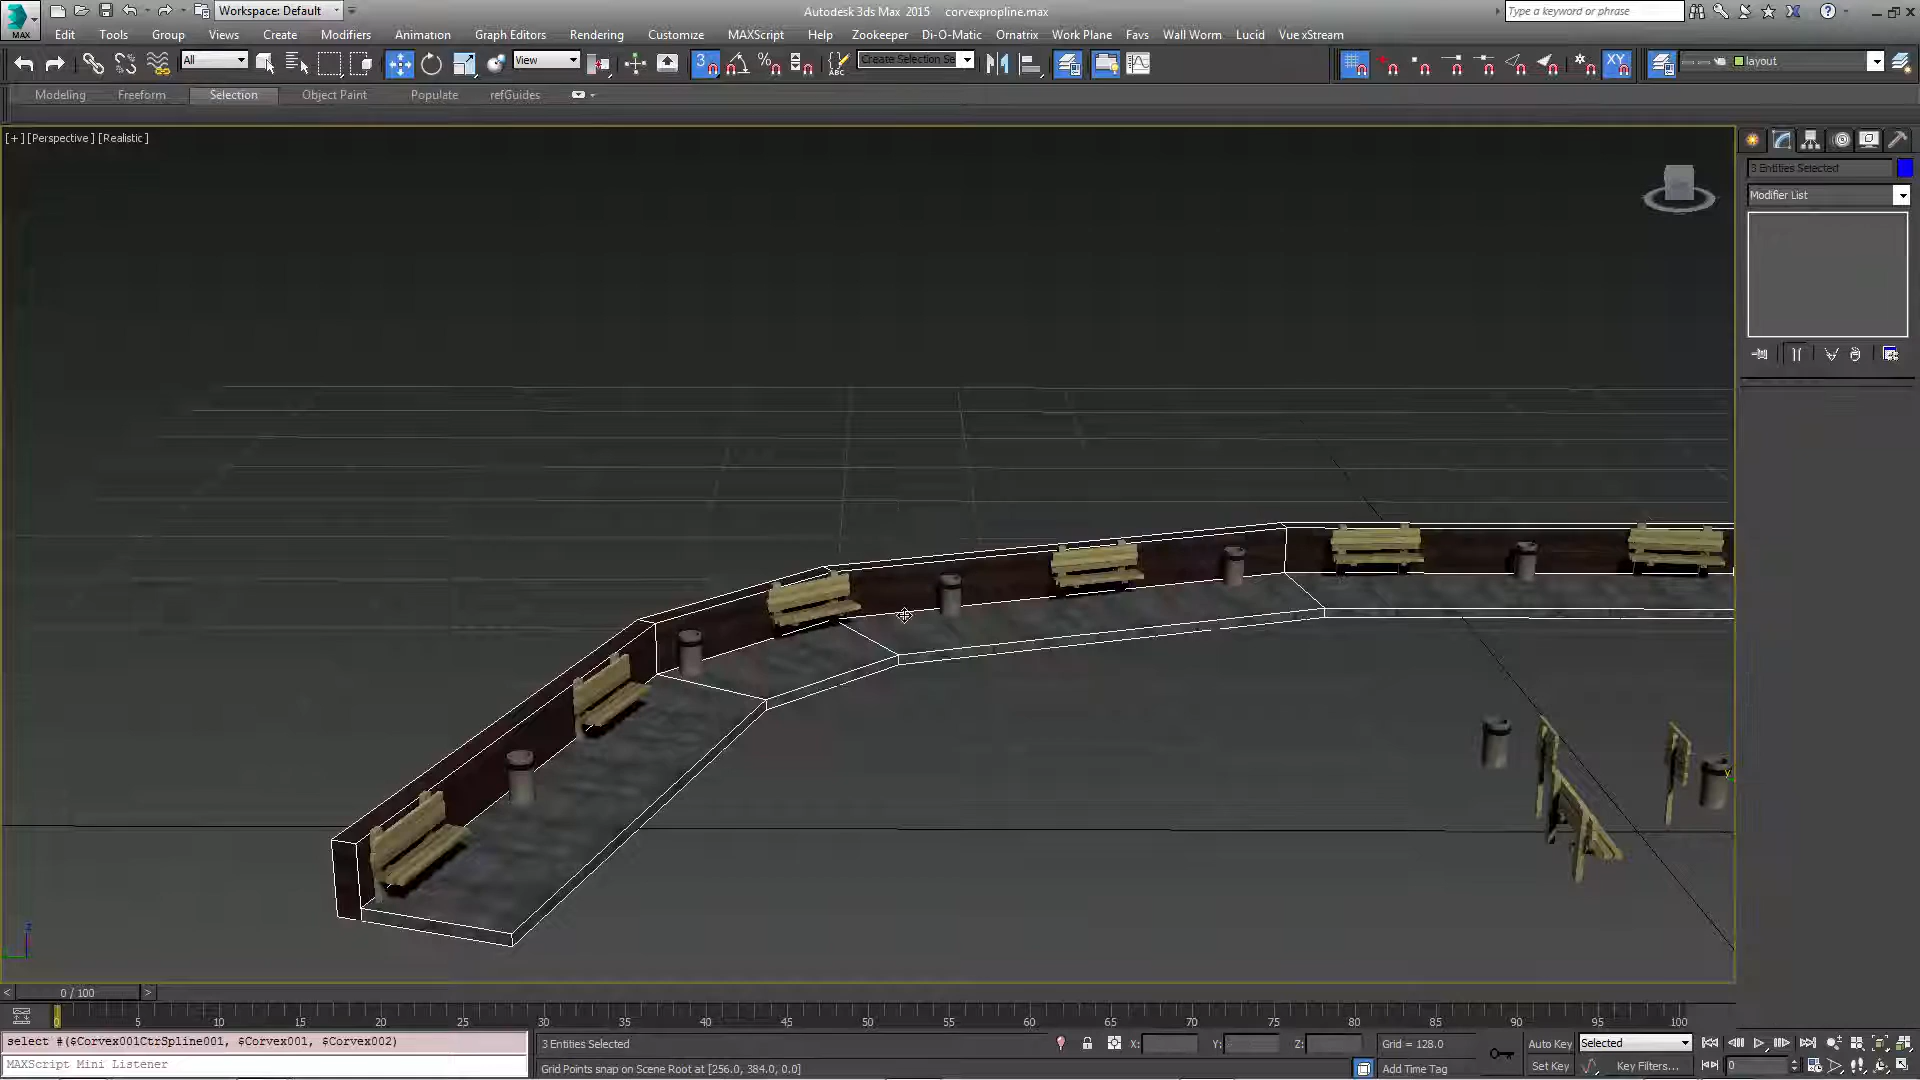 Workspace: Default
Autodesk 3ds Max 2015 corvexpropline.max
Type a keyword or phrase
MAX
Edit Tools Group Views Create Modifiers Animation Graph Editors Rendering Customize MAXScript Help Zookeeper Di-O-Matic Ornatrix Work Plane Favs Wall Worm Lucid Vue xStream
All View 3 ABC Create Selection Se XY layout
Modeling Freeform Selection Object Paint Populate refGuides
[+] [Perspective] [Realistic]
3 Entities Selected
Modifier List
y
z
< 0 / 100 >
0 5 10 15 20 25 30 35 40 45 50 55 60 65 70 75 80 85 90 95 100
select #($Corvex001CtrSpline001, $Corvex001, $Corvex002)
3 Entities Selected
X: Y: Z:
Grid = 128.0
Auto Key
Selected
MAXScript Mini Listener
Grid Points snap on Scene Root at [256.0, 384.0, 0.0]
Add Time Tag
Set Key
Key Filters...
0